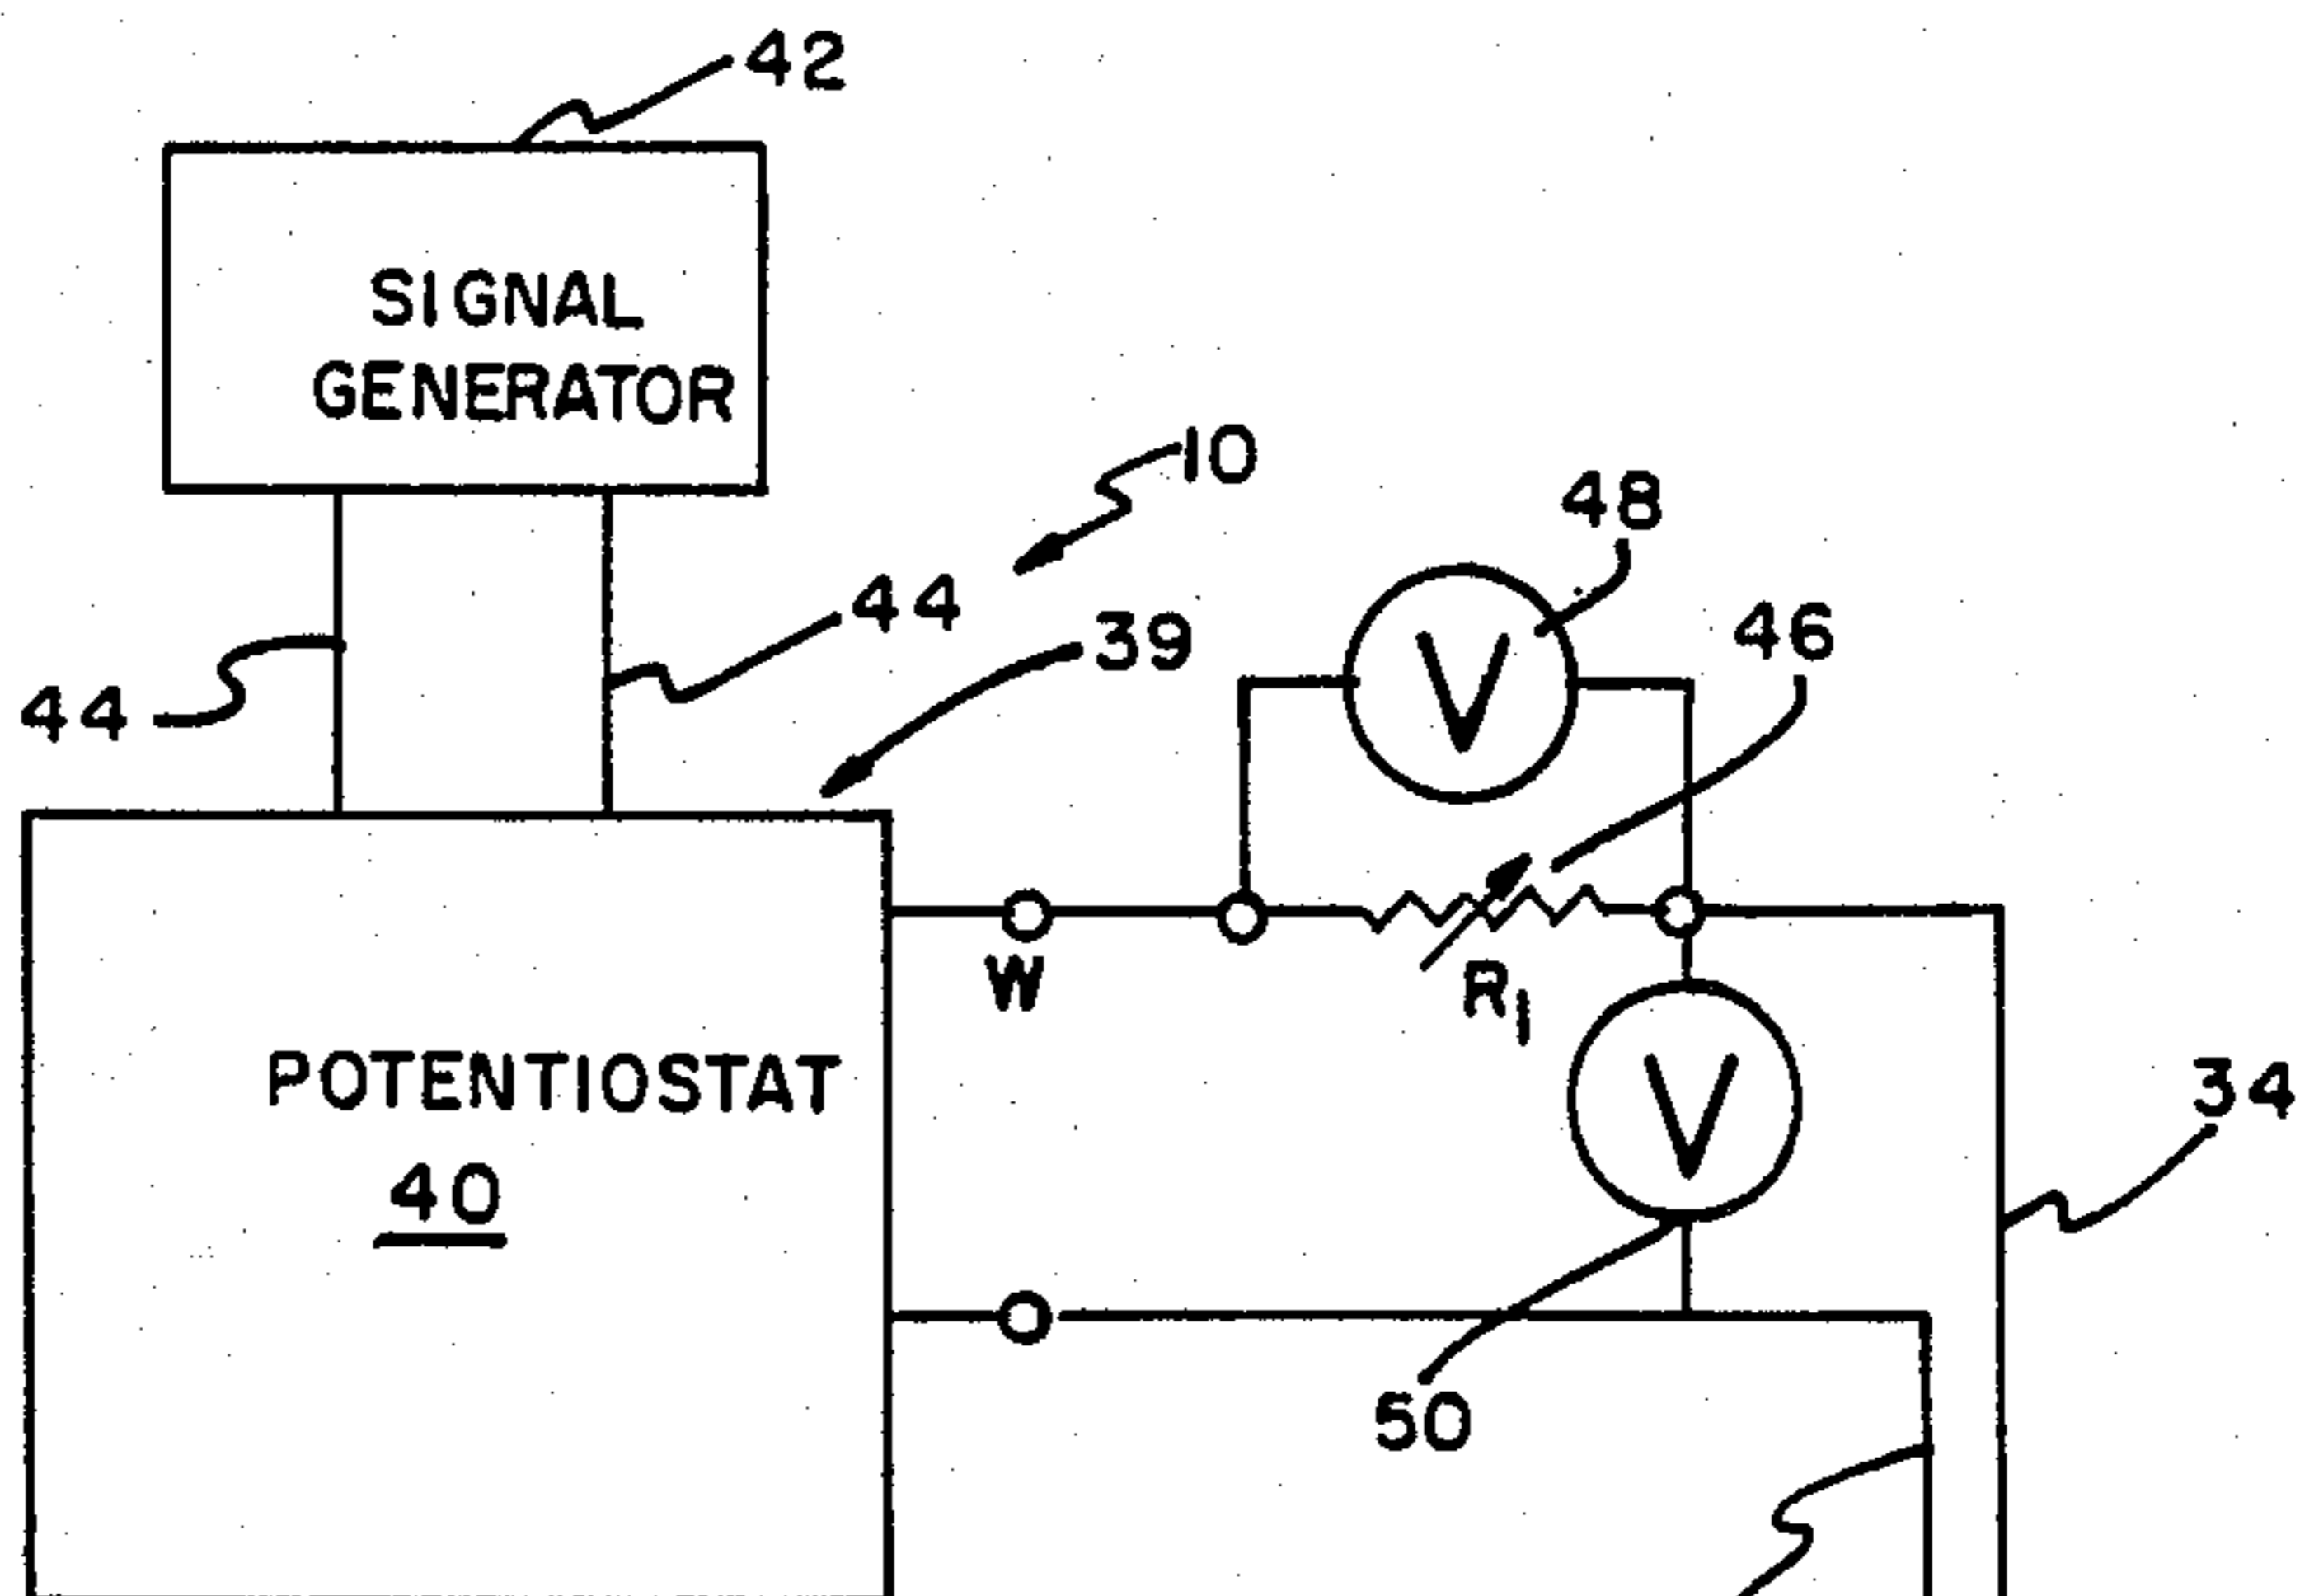 42
SIGNAL
GENERATOR
10
48
44
39
46
44
V
W
R1
POTENTIOSTAT
V
34
40
50